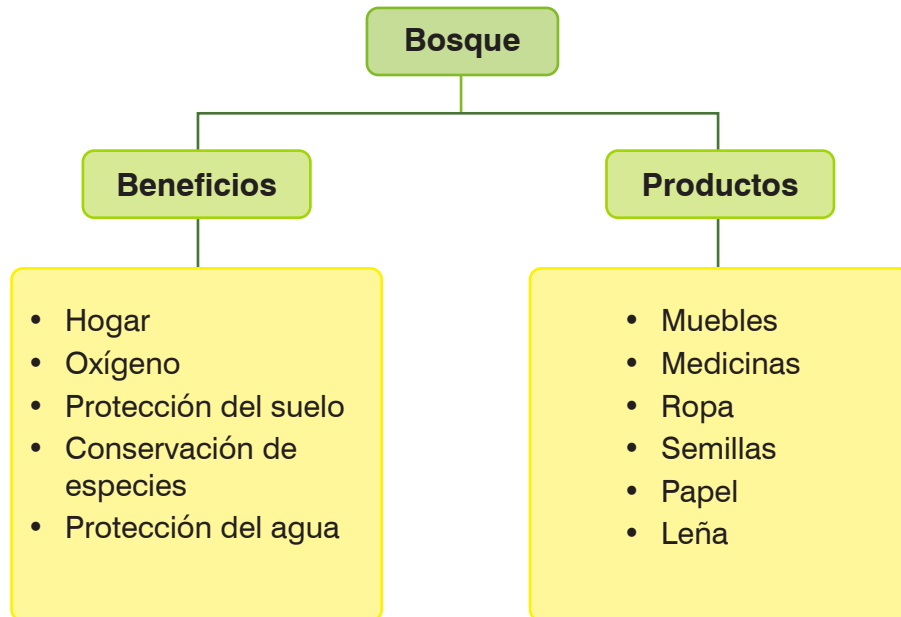 Bosque
Beneficios
Productos
• Hogar
• Oxígeno
• Protección del suelo
• Conservación de
especies
• Protección del agua
• Muebles
• Medicinas
• Ropa
• Semillas
• Papel
• Leña